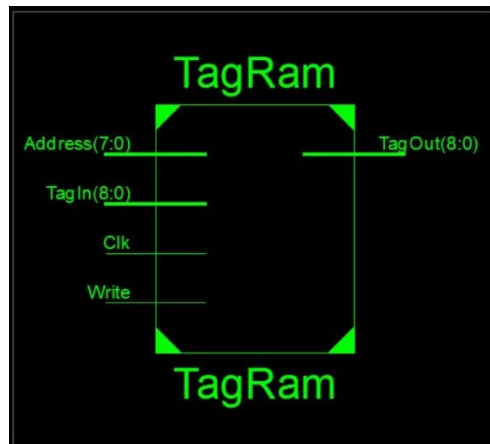 TagRam
Address(7:0)
TagOut(8:0)
TagIn(8:0)
Clk
Write
TagRam